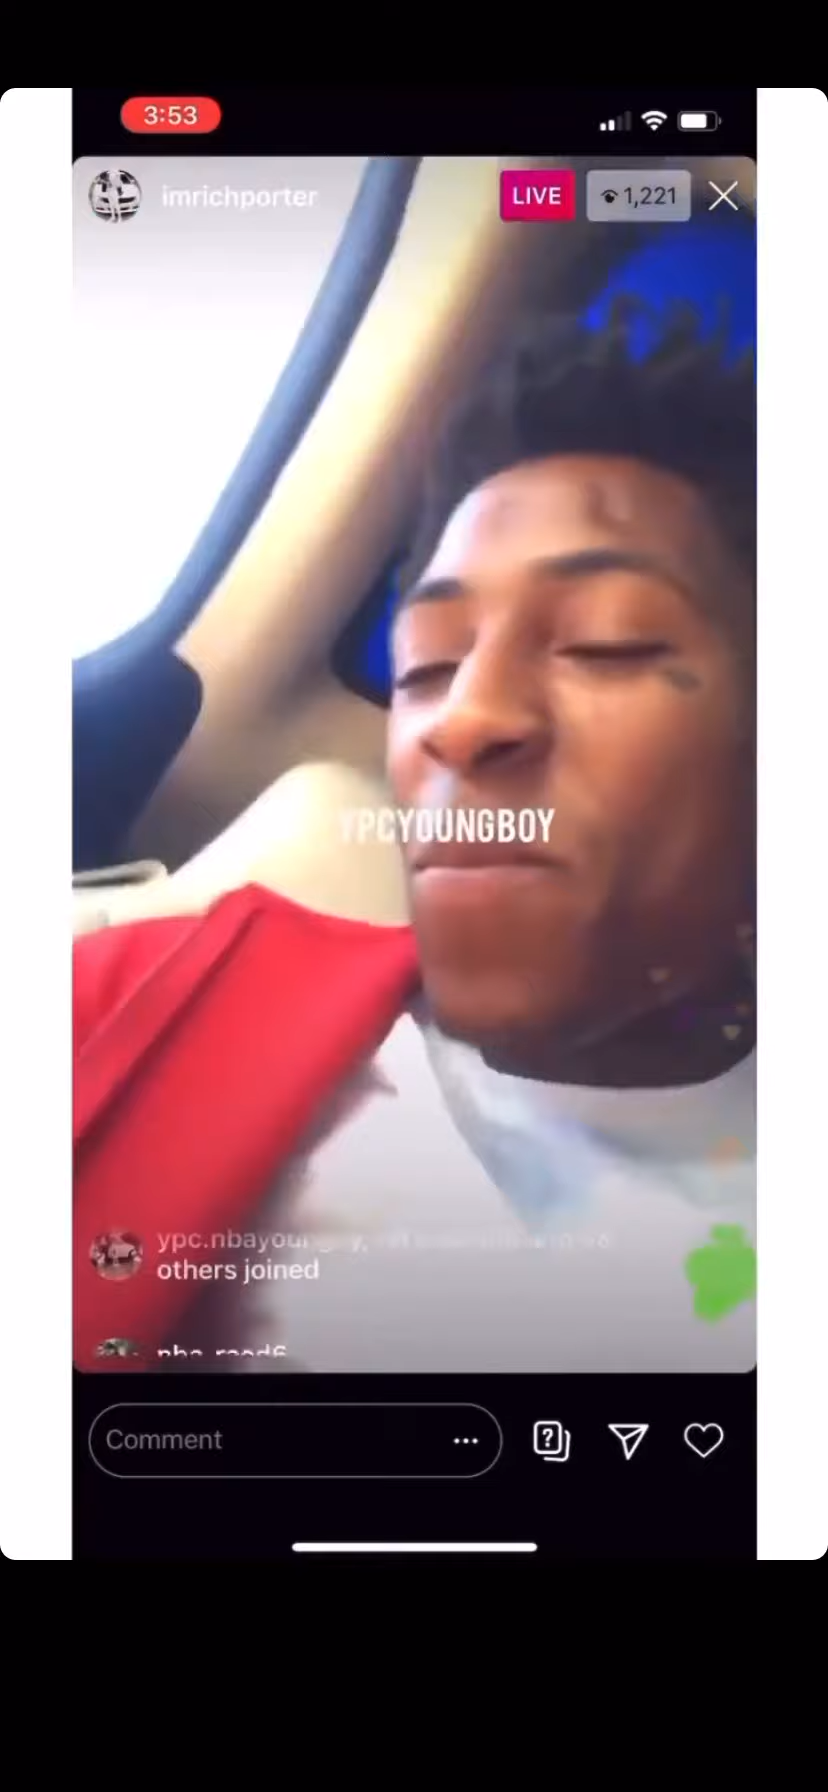 3:53
imrichporter
LIVE
1,221
YPCYOUNGBOY
others joined
Comment